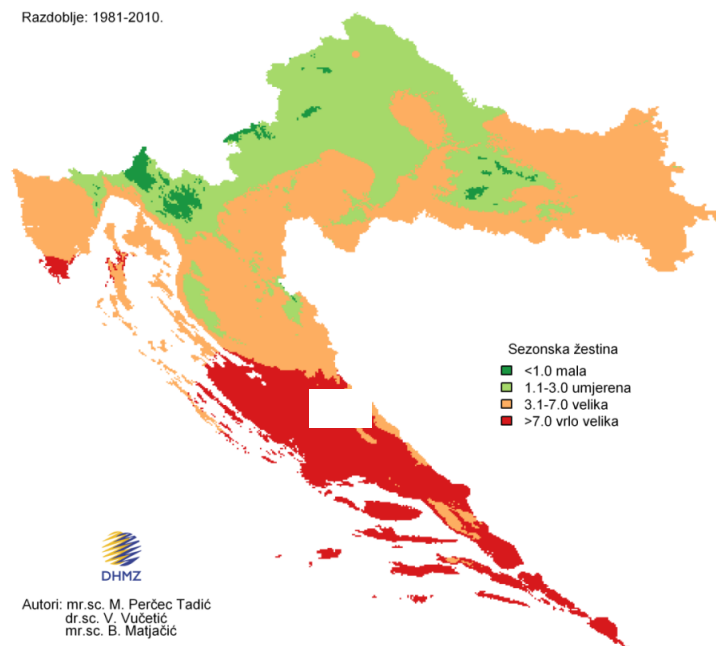 Razdoblje: 1981-2010.
Sezonska žestina
<1.0 mala
1.1-3.0 umjerena
3.1-7.0 velika
>7.0 vrlo velika
DHMZ
Autori: mr.sc. M. Perčec Tadić
dr.sc. V. Vučetić
mr.sc. B. Matjačić